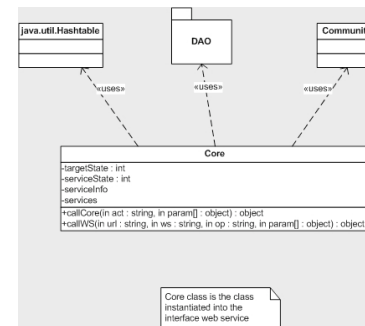 java.util.Hashtable
DAO
Communit
«uses»
«uses»
«uses»
Core
-targetState : int
-serviceState : int
-serviceInfo
-services
+callCore(in act : string, in param[] : object) : object
+callWS(in url : string, in ws : string, in op : string, in param[] : object) : object
Core class is the class
instantiated into the
interface web service